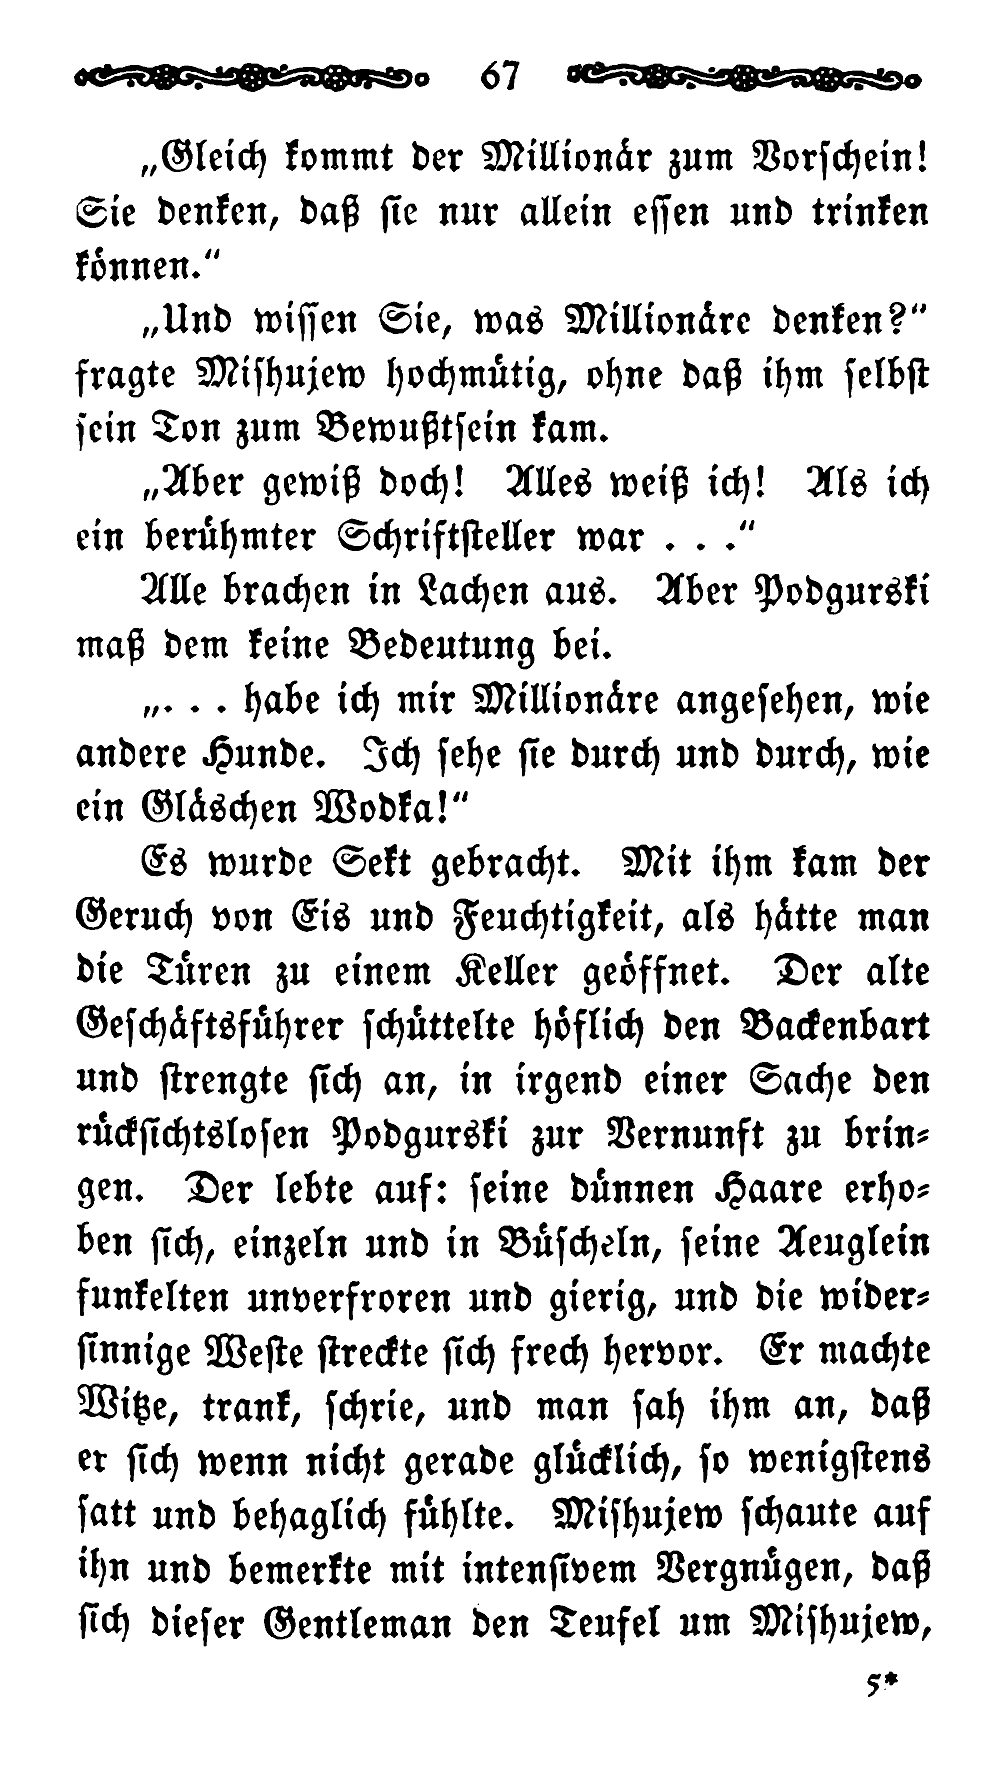 67
„Gleich kommt der Millionär zum Vorschein!
Sie denken, daß sie nur allein essen und trinken
können.“
„Und wissen Sie, was Millionäre denken?“
fragte Mishujew hochmütig, ohne daß ihm selbst
sein Ton zum Bewußtsein kam.
„Aber gewiß doch! Alles weiß ich! Als ich
ein berühmter Schriftsteller war . . .“
Alle brachen in Lachen aus. Aber Podgurski
maß dem keine Bedeutung bei.
„. . . habe ich mir Millionäre angesehen, wie
andere Hunde. Ich sehe sie durch und durch, wie
ein Gläschen Wodka!“
Es wurde Sekt gebracht. Mit ihm kam der
Geruch von Eis und Feuchtigkeit, als hätte man
die Türen zu einem Keller geöffnet. Der alte
Geschäftsführer schüttelte höflich den Backenbart
und strengte sich an, in irgend einer Sache den
rücksichtslosen Podgurski zur Vernunft zu brin-
gen. Der lebte auf: seine dünnen Haare erho-
ben sich, einzeln und in Büscheln, seine Aeuglein
funkelten unverfroren und gierig, und die wider-
sinnige Weste streckte sich frech hervor. Er machte
Witze, trank, schrie, und man sah ihm an, daß
er sich wenn nicht gerade glücklich, so wenigstens
satt und behaglich fühlte. Mishujew schaute auf
ihn und bemerkte mit intensivem Vergnügen, daß
sich dieser Gentleman den Teufel um Mishujew,
5*